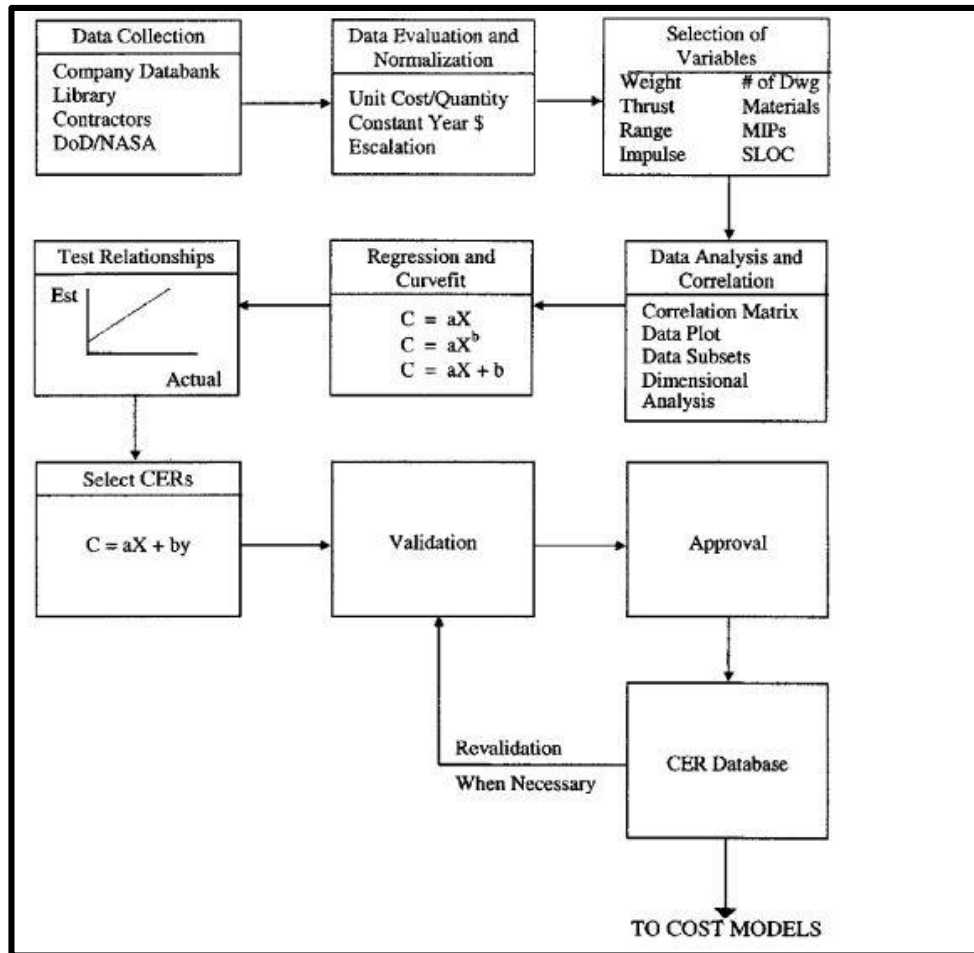 Data Collection
Company Databank
Library
Contractors
DoD/NASA
Data Evaluation and
Normalization
Unit Cost/Quantity
Constant Year $
Escalation
Selection of
Variables
Weight # of Dwg
Thrust Materials
Range MIPs
Impulse SLOC
Test Relationships
Est
Actual
Regression and
Curvefit
C = aX
C = aX^b
C = aX + b
Data Analysis and
Correlation
Correlation Matrix
Data Plot
Data Subsets
Dimensional
Analysis
Select CERs
C = aX + by
Validation
Approval
Revalidation
When Necessary
CER Database
TO COST MODELS